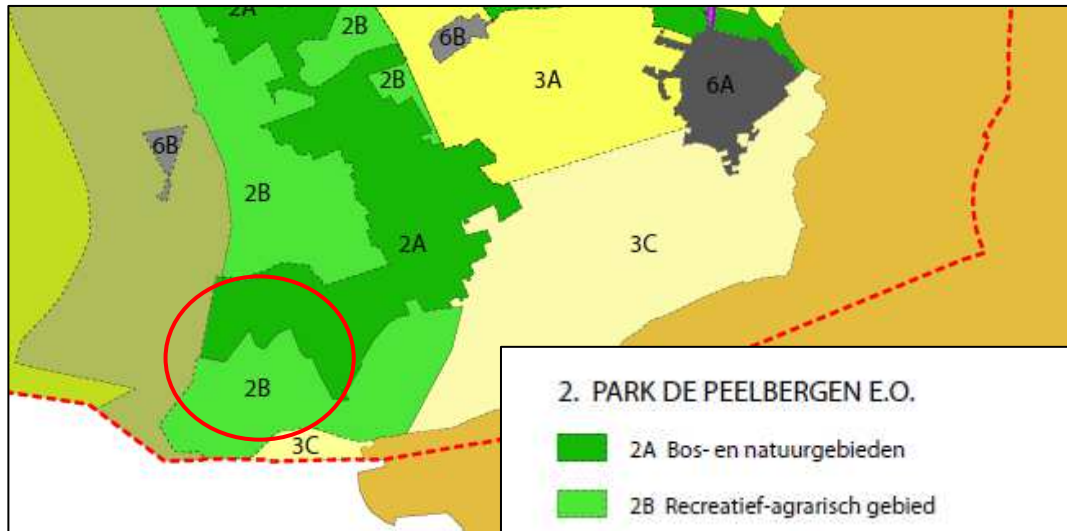 2A
2B
6B
2B
3A
6A
6B
2B
2A
3C
2B
3C
2. PARK DE PEELBERGEN E.O.
2A Bos- en natuurgebieden
2B Recreatief-agrarisch gebied